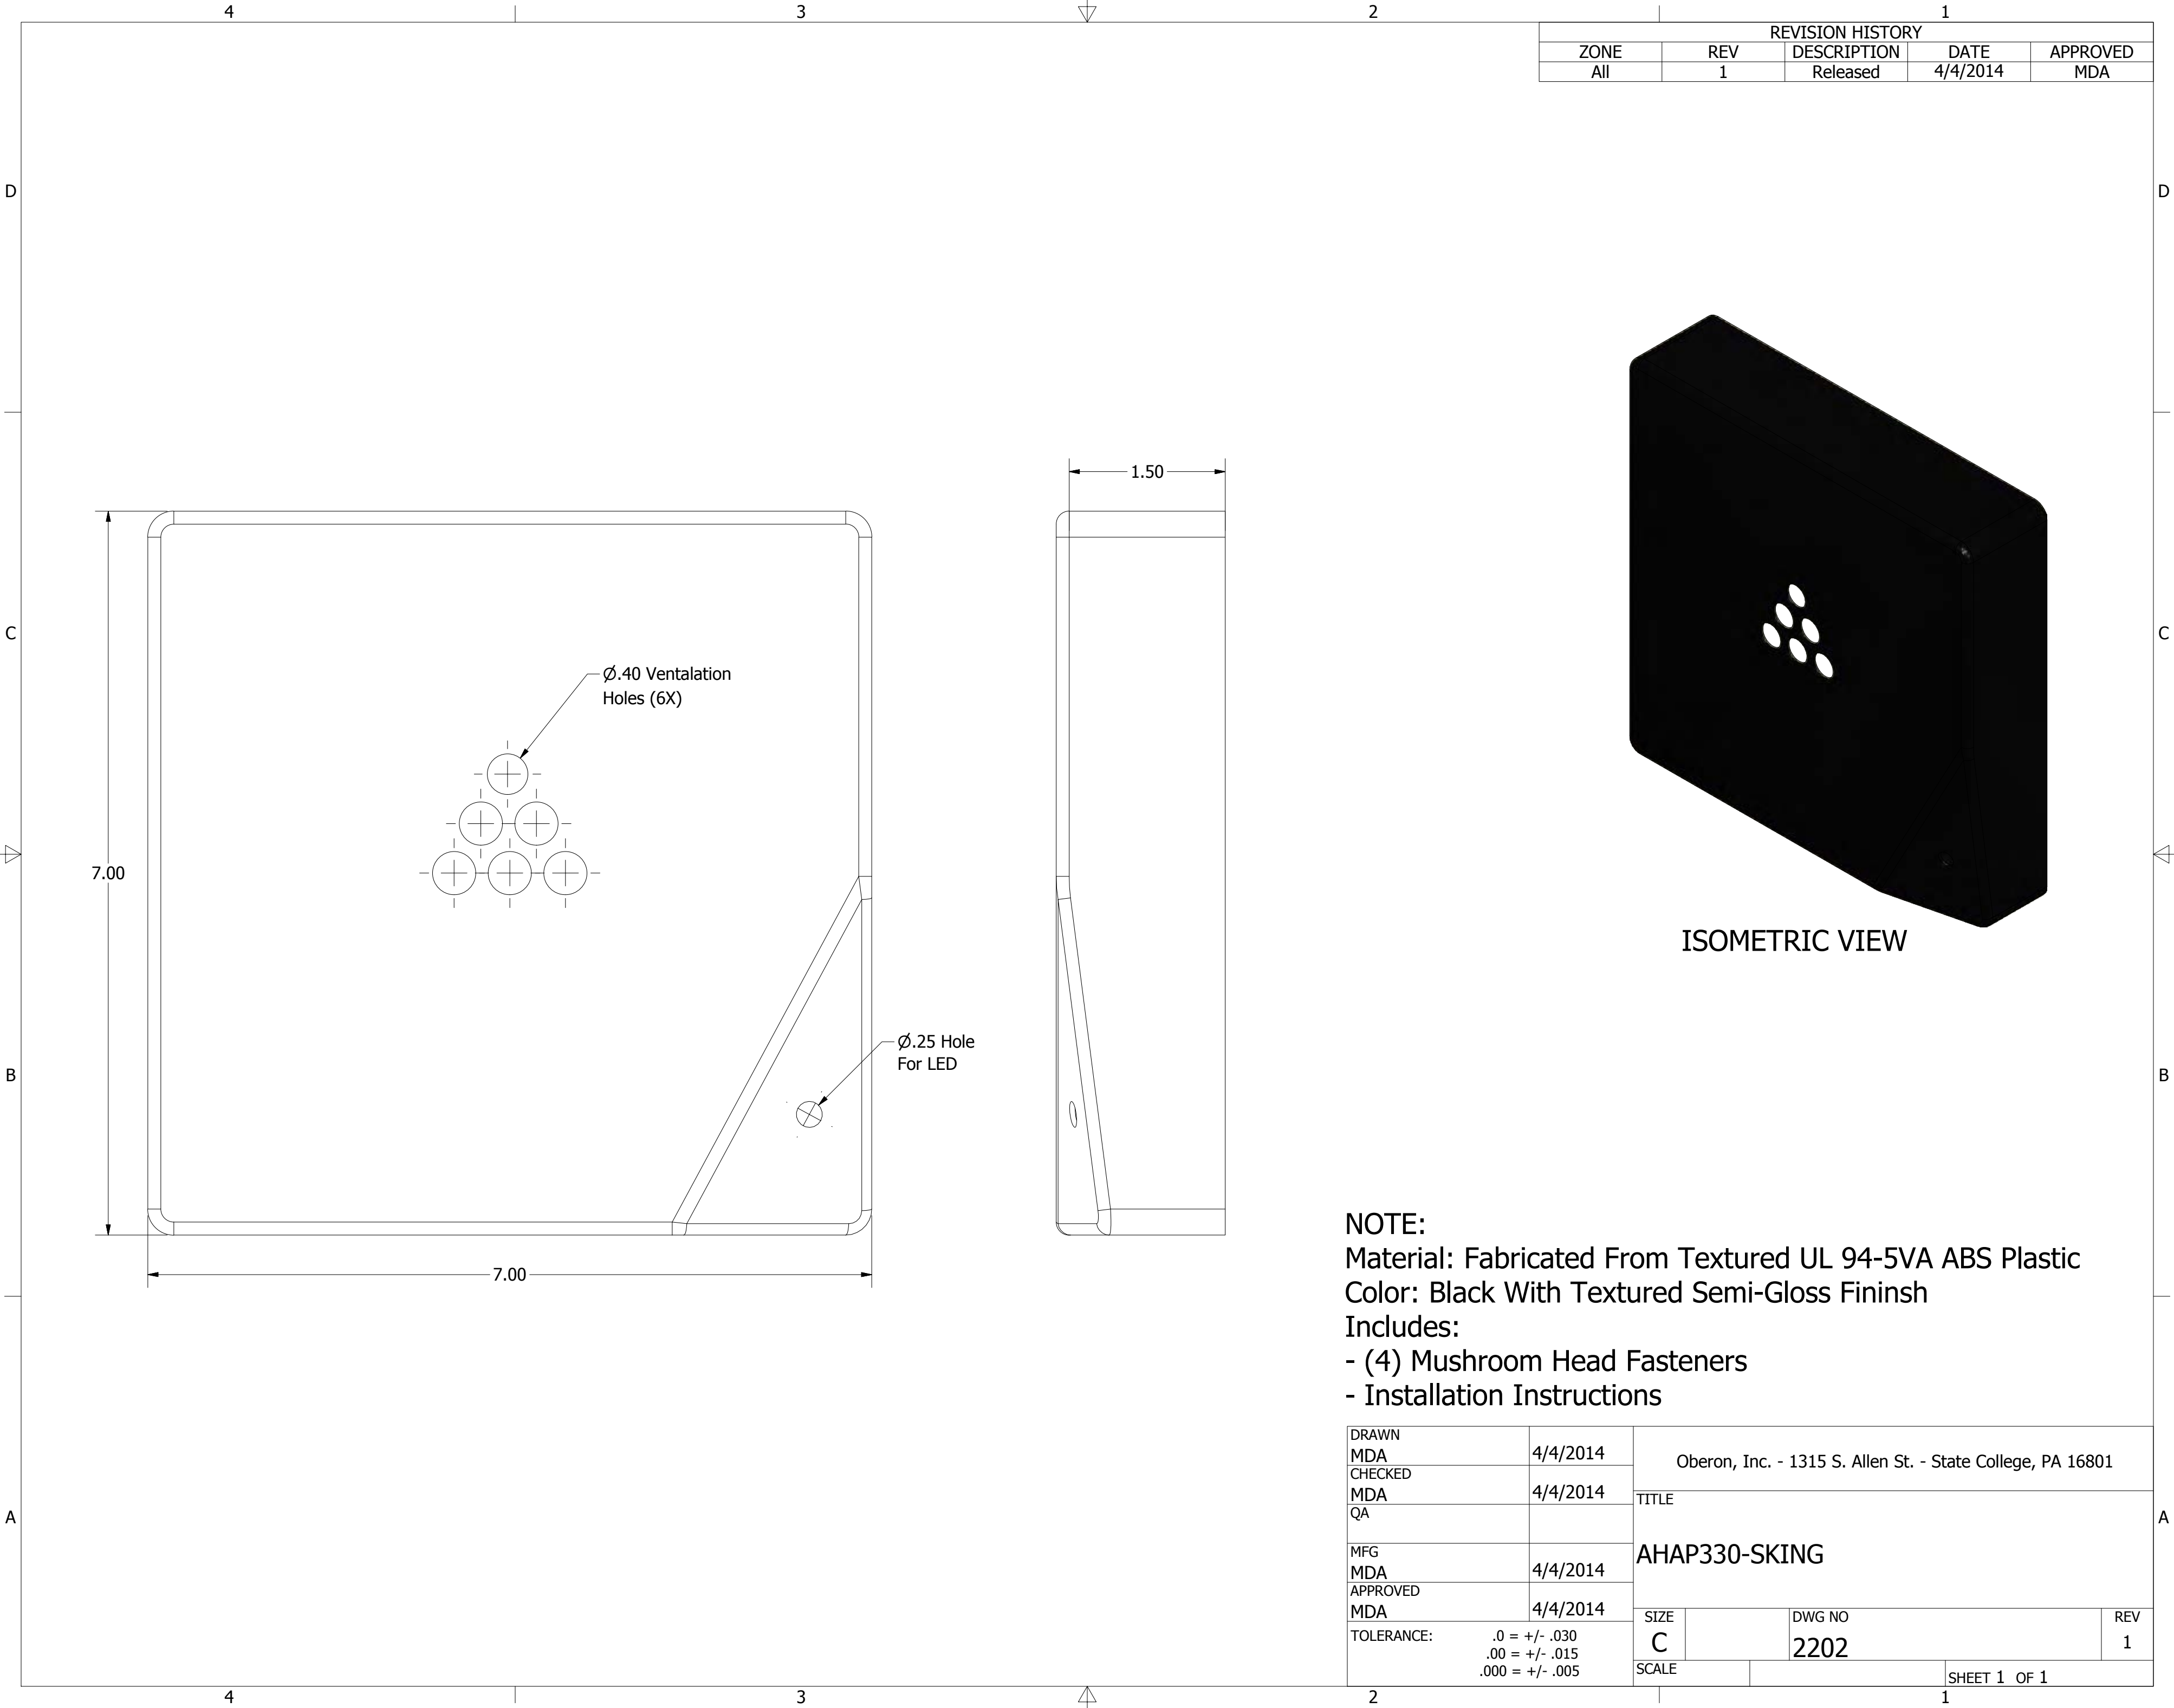 4 3 2 1
REVISION HISTORY
ZONE REV DESCRIPTION DATE APPROVED
All 1 Released 4/4/2014 MDA
D D
1.50
Ø.40 Ventalation
Holes (6X)
C C
7.00
ISOMETRIC VIEW
Ø.25 Hole
For LED
B B
7.00
NOTE:
Material: Fabricated From Textured UL 94-5VA ABS Plastic
Color: Black With Textured Semi-Gloss Fininsh
Includes:
- (4) Mushroom Head Fasteners
- Installation Instructions
DRAWN
MDA 4/4/2014
CHECKED
MDA 4/4/2014
QA
MFG
MDA 4/4/2014
APPROVED
MDA 4/4/2014
TOLERANCE: .0 = +/- .030
.00 = +/- .015
.000 = +/- .005
Oberon, Inc. - 1315 S. Allen St. - State College, PA 16801
TITLE
AHAP330-SKING
SIZE DWG NO REV
C 2202 1
SCALE SHEET 1 OF 1
A A
4 3 2 1